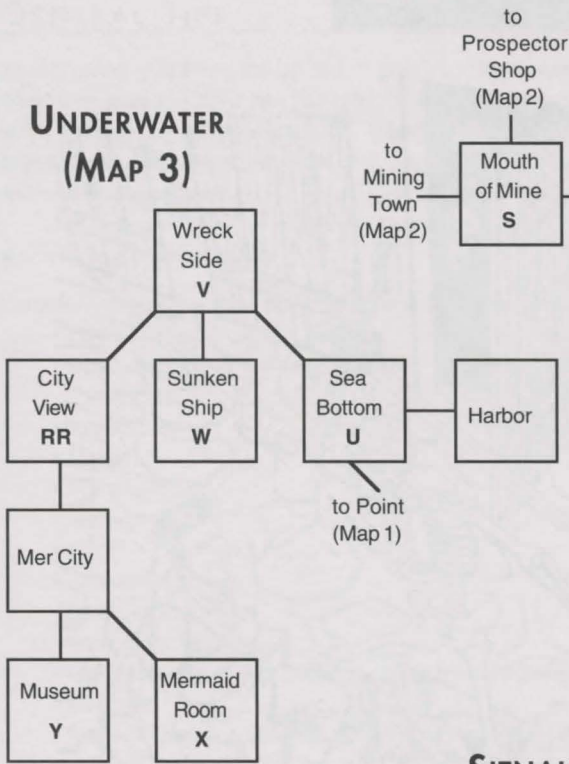 UNDERWATER
(MAP 3)
to
Prospector
Shop
(Map 2)
to
Mining
Town
(Map 2)
Mouth
of Mine
S
Wreck
Side
V
City
View
RR
Sunken
Ship
W
Sea
Bottom
U
Harbor
to Point
(Map 1)
Mer City
Museum
Y
Mermaid
Room
X